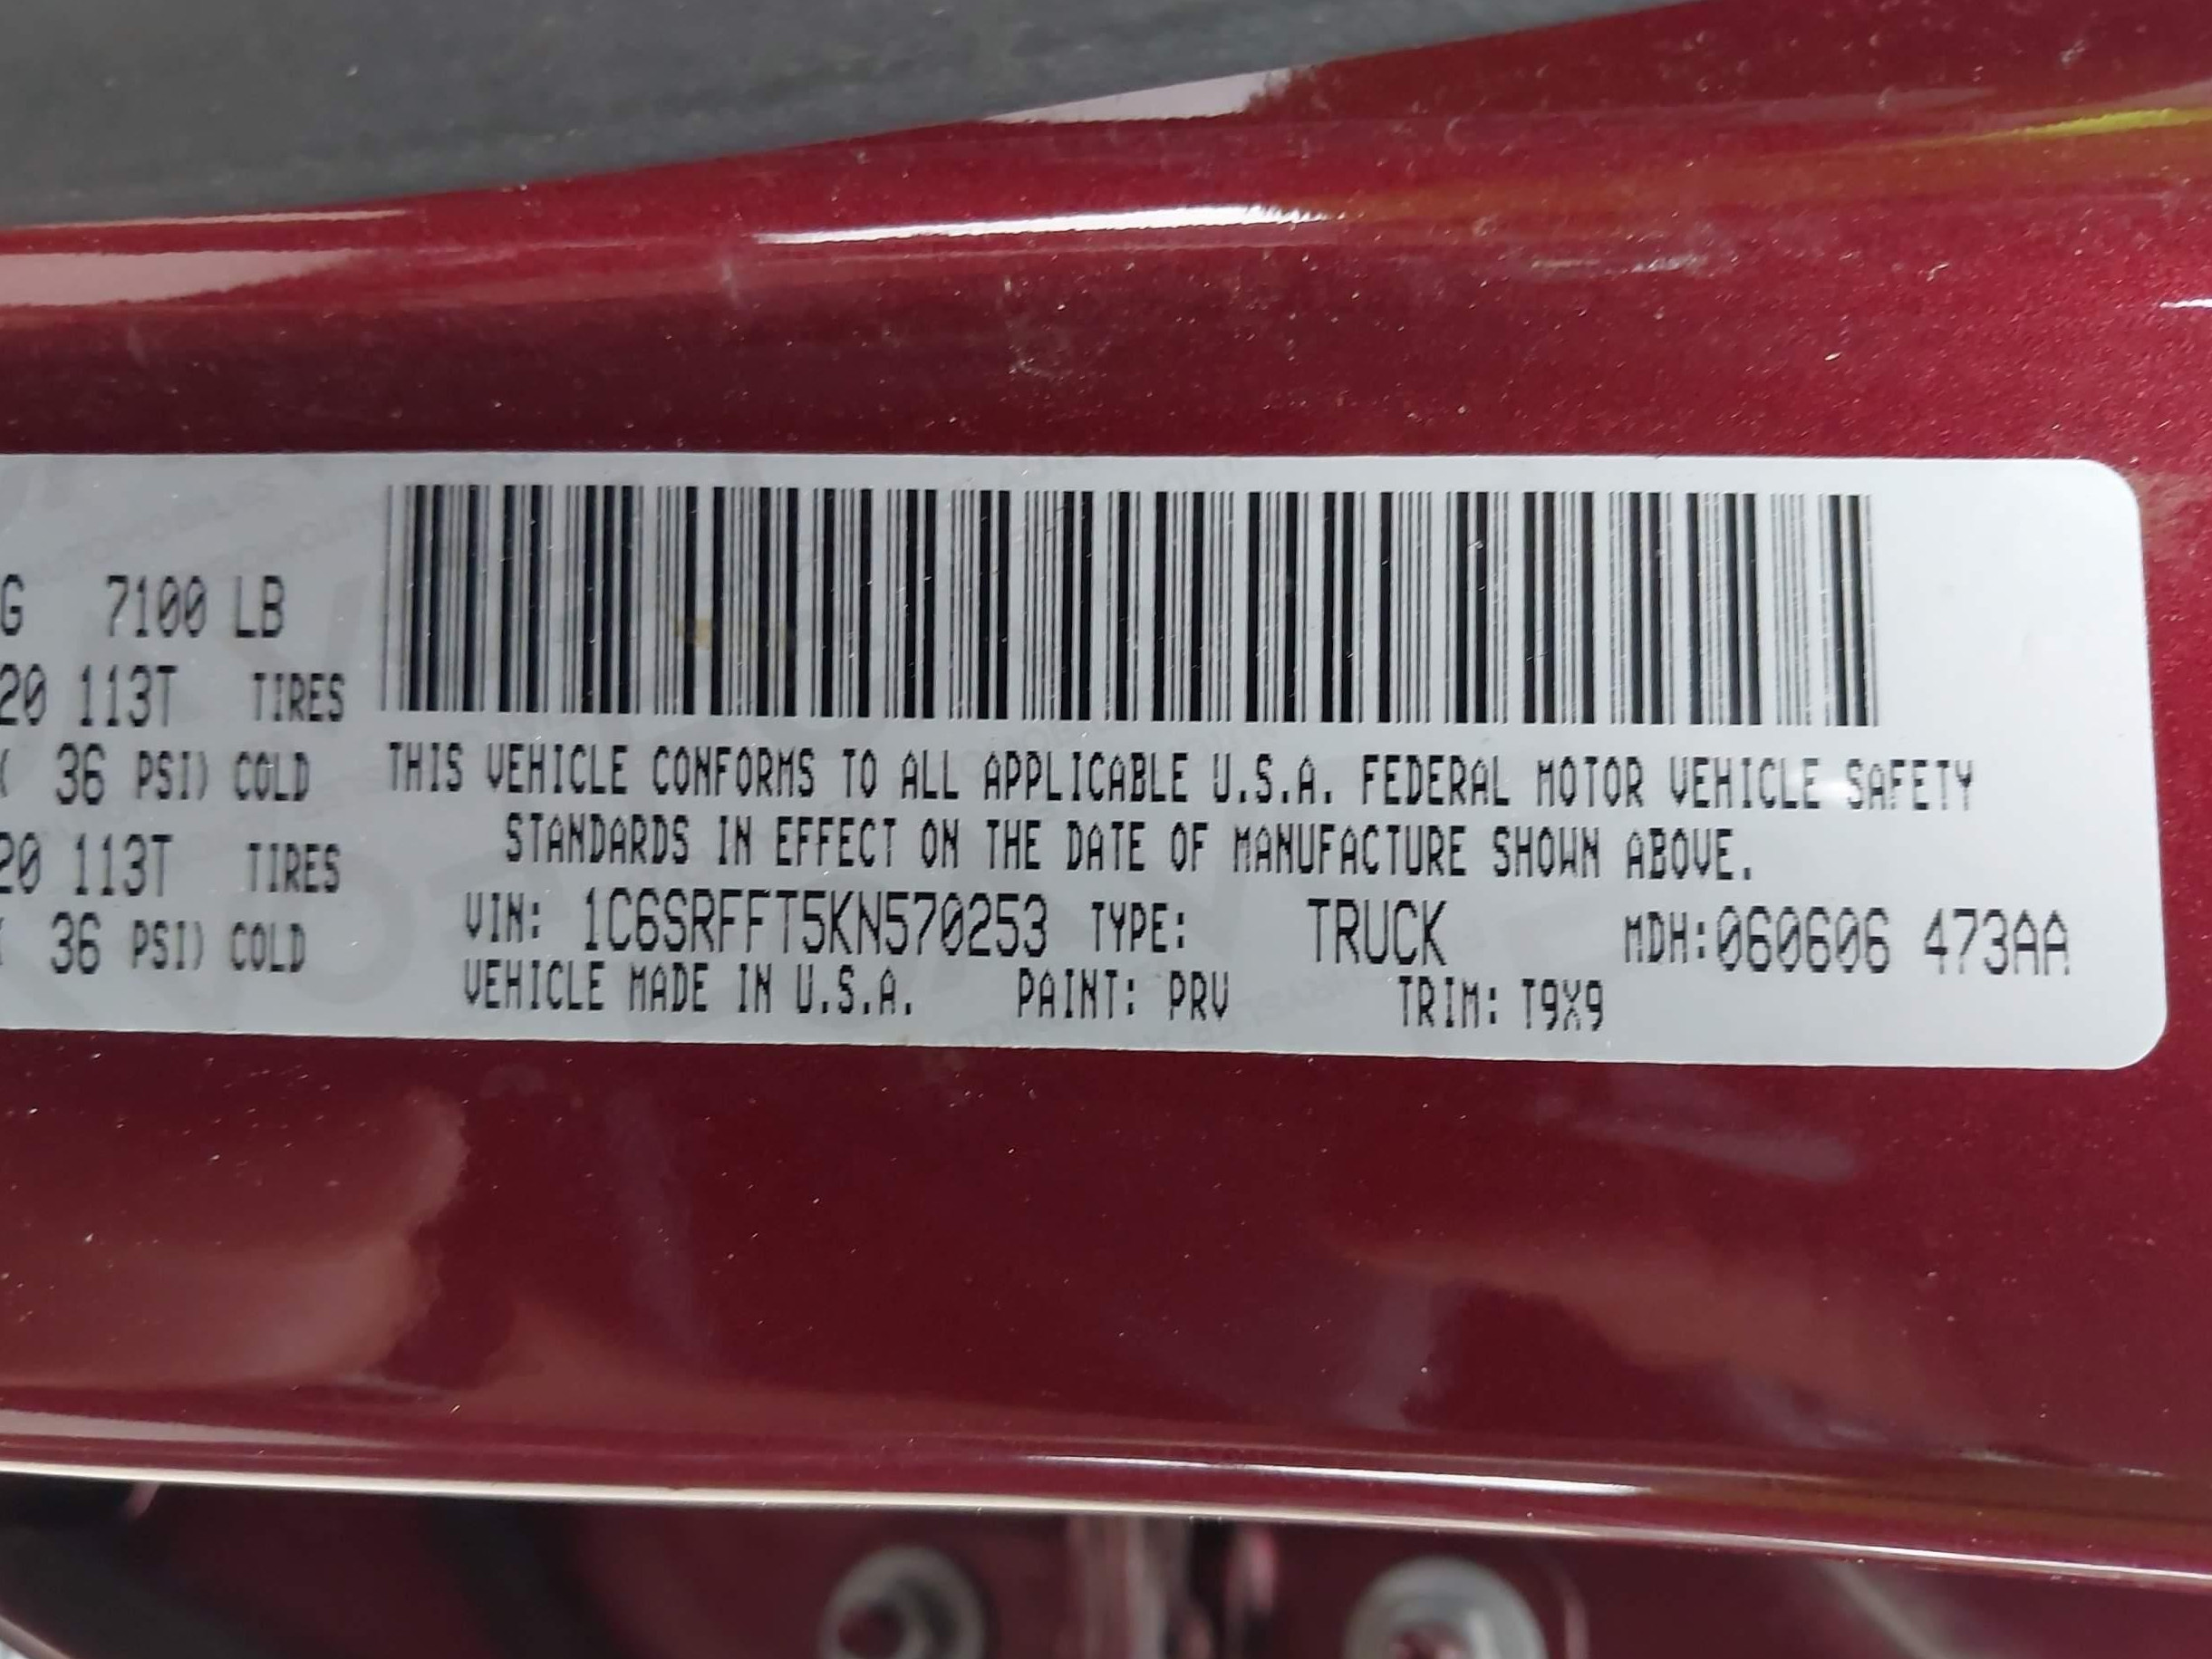 G 7100 LB
20 113T TIRES
( 36 PSI) COLD
20 113T TIRES
( 36 PSI) COLD
THIS VEHICLE CONFORMS TO ALL APPLICABLE U.S.A. FEDERAL MOTOR VEHICLE SAFETY
STANDARDS IN EFFECT ON THE DATE OF MANUFACTURE SHOWN ABOVE.
VIN: 1C6SRFFT5KN570253 TYPE: TRUCK MDH:060606 473AA
VEHICLE MADE IN U.S.A. PAINT: PRV TRIM: T9X9